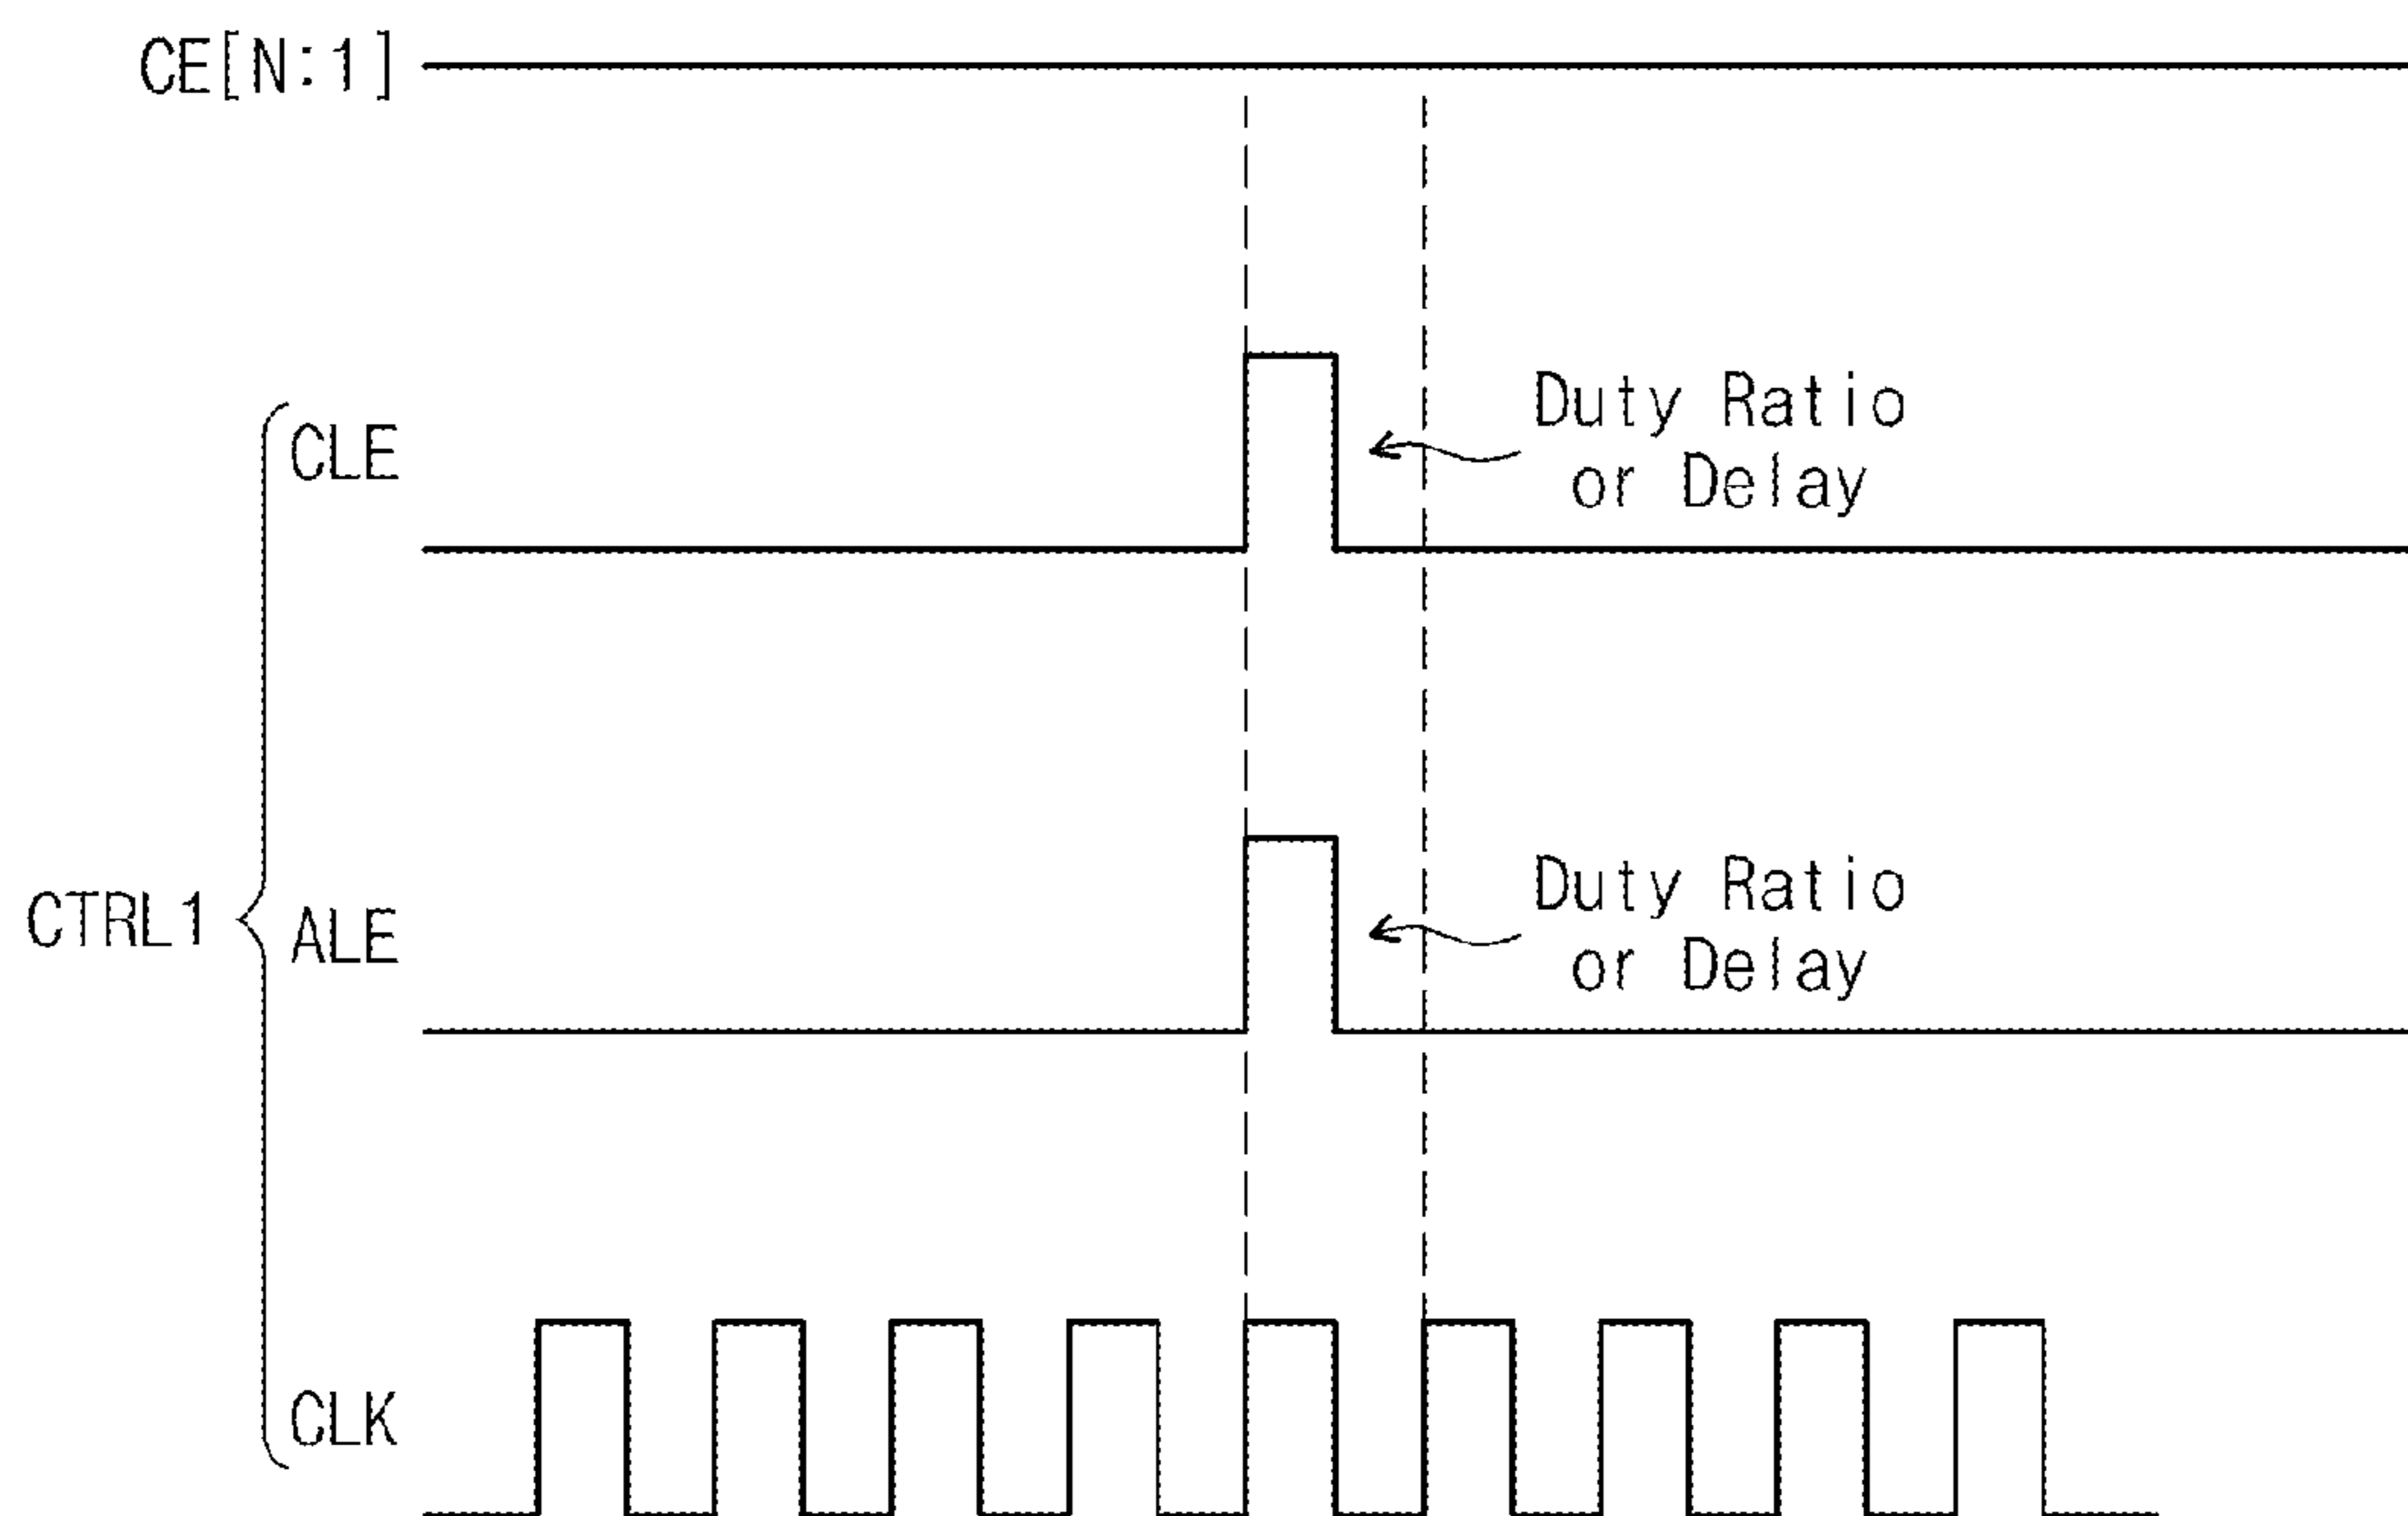 CE[N:1]
CLE
Duty Ratio
or Delay
CTRL1
ALE
Duty Ratio
or Delay
CLK